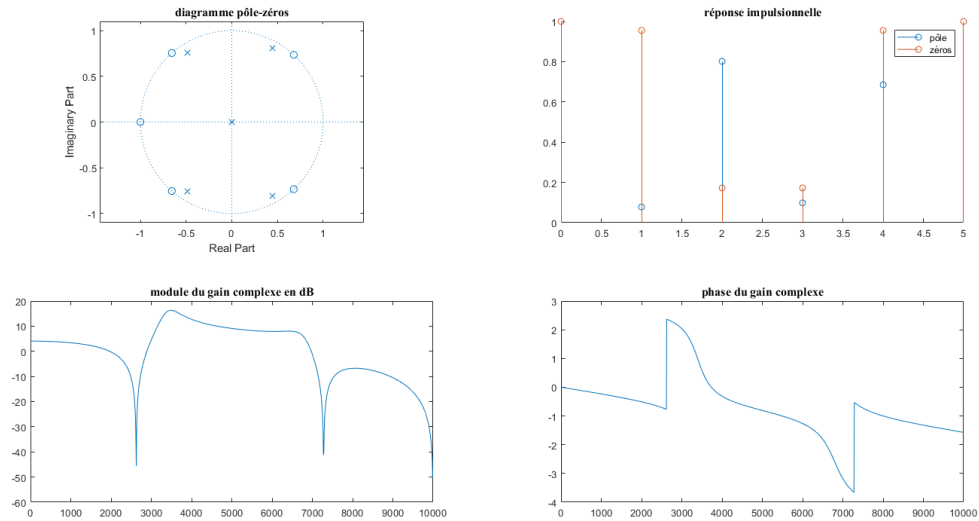 diagramme pôle-zéros
1
0.5
0
-0.5
-1
Imaginary Part
-1 -0.5 0 0.5 1
Real Part
réponse impulsionnelle
1
0.8
0.6
0.4
0.2
0
0 0.5 1 1.5 2 2.5 3 3.5 4 4.5 5
pôle
zéros
module du gain complexe en dB
20
10
0
-10
-20
-30
-40
-50
-60
0 1000 2000 3000 4000 5000 6000 7000 8000 9000 10000
phase du gain complexe
3
2
1
0
-1
-2
-3
-4
0 1000 2000 3000 4000 5000 6000 7000 8000 9000 10000